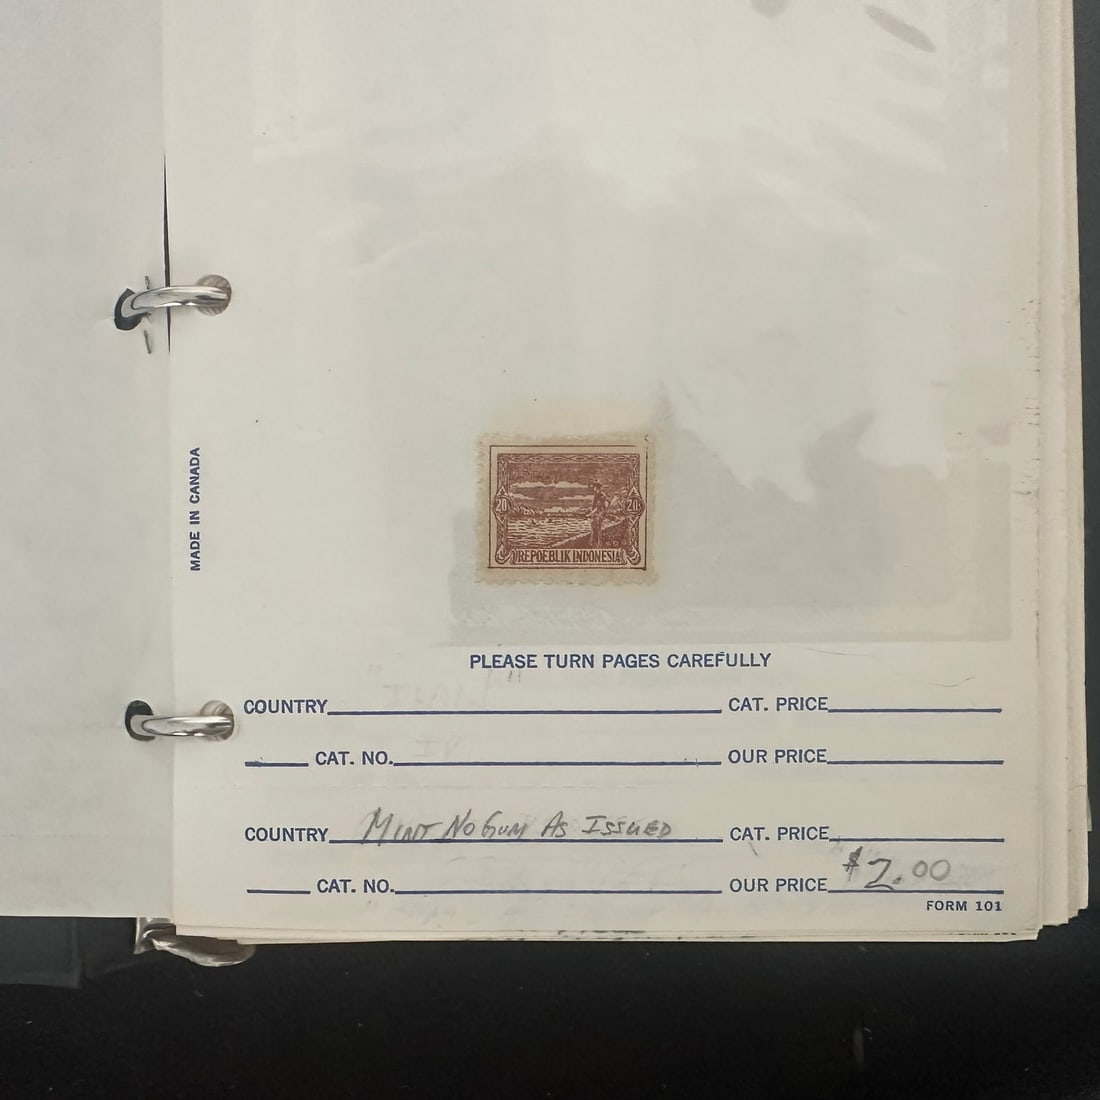 MADE IN CANADA
20 20
REPOEBLIK INDONESIA
PLEASE TURN PAGES CAREFULLY
COUNTRY CAT. PRICE
CAT. NO. OUR PRICE
COUNTRY MINT NO GUM AS ISSUED CAT. PRICE
CAT. NO. OUR PRICE $2.00
FORM 101